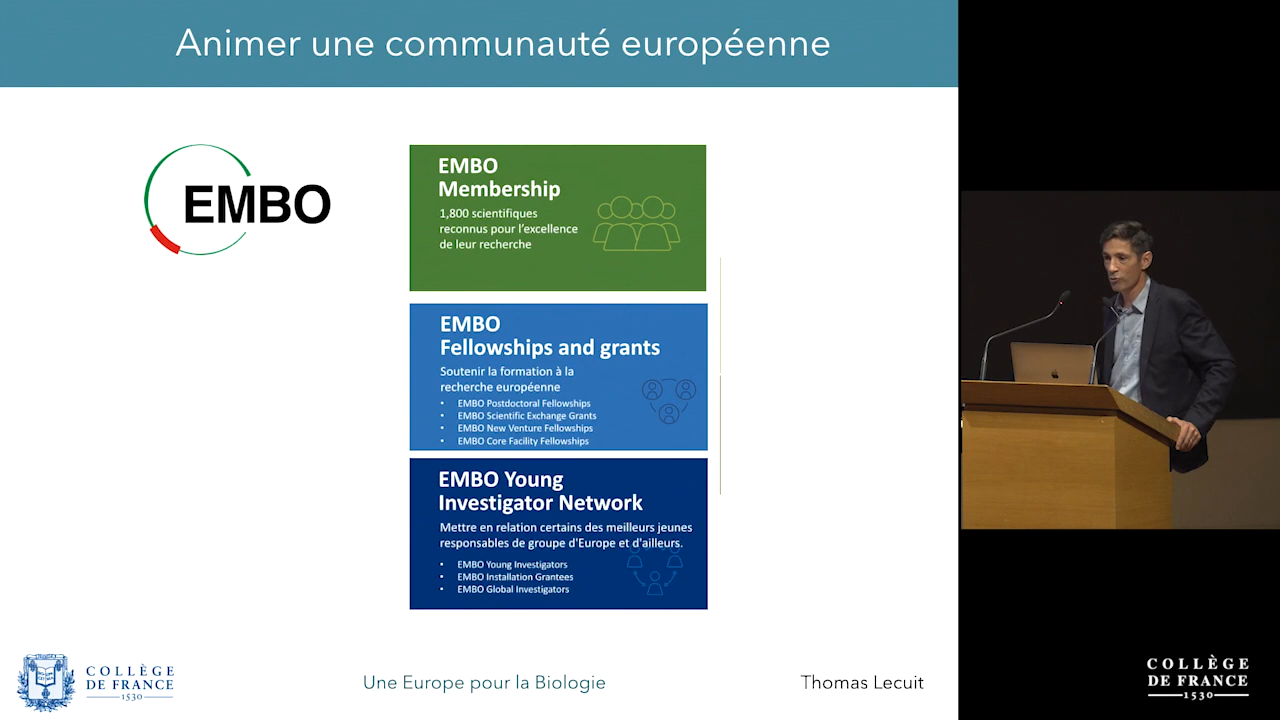 Animer une communauté européenne
EMBO
EMBO
Membership
1,800 scientifiques
reconnus pour l'excellence
de leur recherche
EMBO
Fellowships and grants
Soutenir la formation à la
recherche européenne
• EMBO Postdoctoral Fellowships
• EMBO Scientific Exchange Grants
• EMBO New Venture Fellowships
• EMBO Core Facility Fellowships
EMBO Young
Investigator Network
Mettre en relation certains des meilleurs jeunes
responsables de groupe d'Europe et d'ailleurs.
• EMBO Young Investigators
• EMBO Installation Grantees
• EMBO Global Investigators
COLLÈGE
DE FRANCE
1530
Une Europe pour la Biologie
Thomas Lecuit
COLLÈGE
DE FRANCE
1530